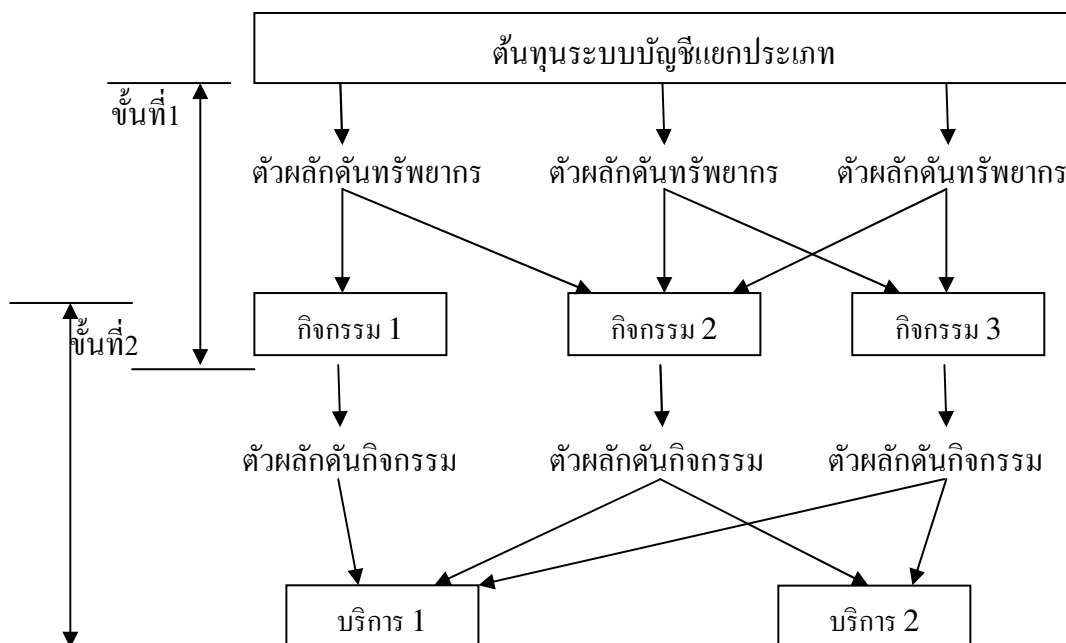 ต้นทุนระบบบัญชีแยกประเภท
ขั้นที่1
ตัวผลักดันทรัพยากร
ตัวผลักดันทรัพยากร
ตัวผลักดันทรัพยากร
กิจกรรม 1
กิจกรรม 2
กิจกรรม 3
ขั้นที่2
ตัวผลักดันกิจกรรม
ตัวผลักดันกิจกรรม
ตัวผลักดันกิจกรรม
บริการ 1
บริการ 2